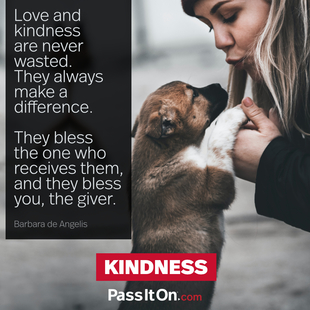 Love and
kindness
are never
wasted.
They always
make a
difference.
They bless
the one who
receives them,
and they bless
you, the giver.
Barbara de Angelis
KINDNESS
PassItOn.com